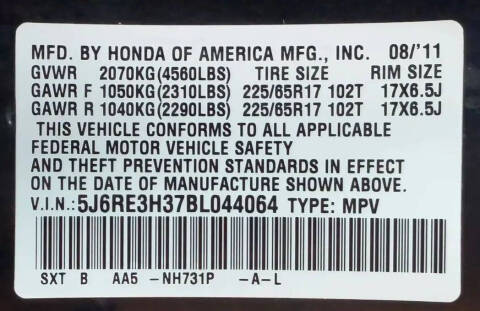 MFD. BY HONDA OF AMERICA MFG., INC. 08/'11
GVWR 2070KG(4560LBS) TIRE SIZE RIM SIZE
GAWR F 1050KG(2310LBS) 225/65R17 102T 17X6.5J
GAWR R 1040KG(2290LBS) 225/65R17 102T 17X6.5J
THIS VEHICLE CONFORMS TO ALL APPLICABLE
FEDERAL MOTOR VEHICLE SAFETY
AND THEFT PREVENTION STANDARDS IN EFFECT
ON THE DATE OF MANUFACTURE SHOWN ABOVE.
V.I.N.:5J6RE3H37BL044064 TYPE: MPV
SXT B AA5 -NH731P -A-L